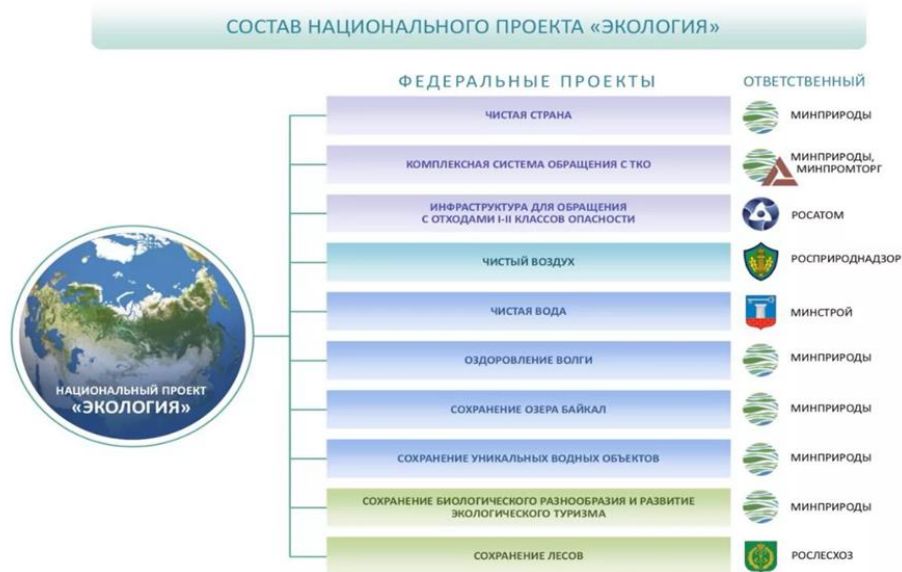 СОСТАВ НАЦИОНАЛЬНОГО ПРОЕКТА «ЭКОЛОГИЯ»
ФЕДЕРАЛЬНЫЕ ПРОЕКТЫ
ОТВЕТСТВЕННЫЙ
ЧИСТАЯ СТРАНА
МИНПРИРОДЫ
КОМПЛЕКСНАЯ СИСТЕМА ОБРАЩЕНИЯ С ТКО
МИНПРИРОДЫ,
МИНПРОМТОРГ
ИНФРАСТРУКТУРА ДЛЯ ОБРАЩЕНИЯ
С ОТХОДАМИ I-II КЛАССОВ ОПАСНОСТИ
РОСАТОМ
ЧИСТЫЙ ВОЗДУХ
РОСПРИРОДНАДЗОР
ЧИСТАЯ ВОДА
МИНСТРОЙ
ОЗДОРОВЛЕНИЕ ВОЛГИ
МИНПРИРОДЫ
СОХРАНЕНИЕ ОЗЕРА БАЙКАЛ
МИНПРИРОДЫ
СОХРАНЕНИЕ УНИКАЛЬНЫХ ВОДНЫХ ОБЪЕКТОВ
МИНПРИРОДЫ
СОХРАНЕНИЕ БИОЛОГИЧЕСКОГО РАЗНООБРАЗИЯ И РАЗВИТИЕ
ЭКОЛОГИЧЕСКОГО ТУРИЗМА
МИНПРИРОДЫ
СОХРАНЕНИЕ ЛЕСОВ
РОСЛЕСХОЗ
НАЦИОНАЛЬНЫЙ ПРОЕКТ
«ЭКОЛОГИЯ»